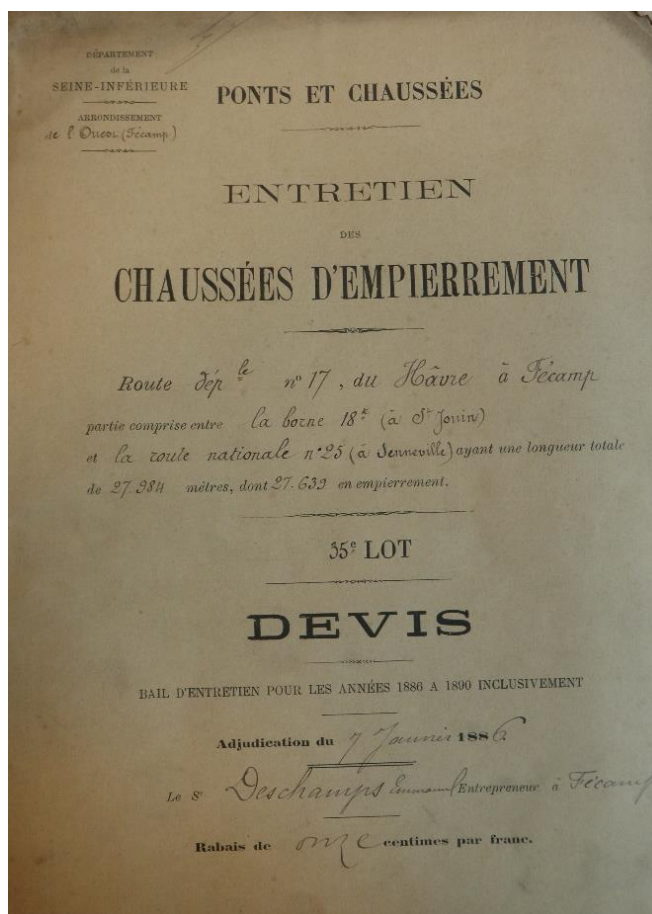 DÉPARTEMENT
de la
SEINE-INFÉRIEURE
ARRONDISSEMENT
de l'Ouest (Fécamp)
PONTS ET CHAUSSÉES
ENTRETIEN
DES
CHAUSSÉES D'EMPIERREMENT
Route dép le n° 17, du Hâvre à Fécamp
partie comprise entre la borne 18 k (à St Jouin)
et la route nationale n° 25 (à Senneville) ayant une longueur totale
de 27.984 mètres, dont 27.639 en empierrement.
35e LOT
DEVIS
BAIL D'ENTRETIEN POUR LES ANNÉES 1886 A 1890 INCLUSIVEMENT
Adjudication du 7 Janvier 1886
Le Sr Deschamps Emmanuel Entrepreneur à Fécamp
Rabais de onze centimes par franc.